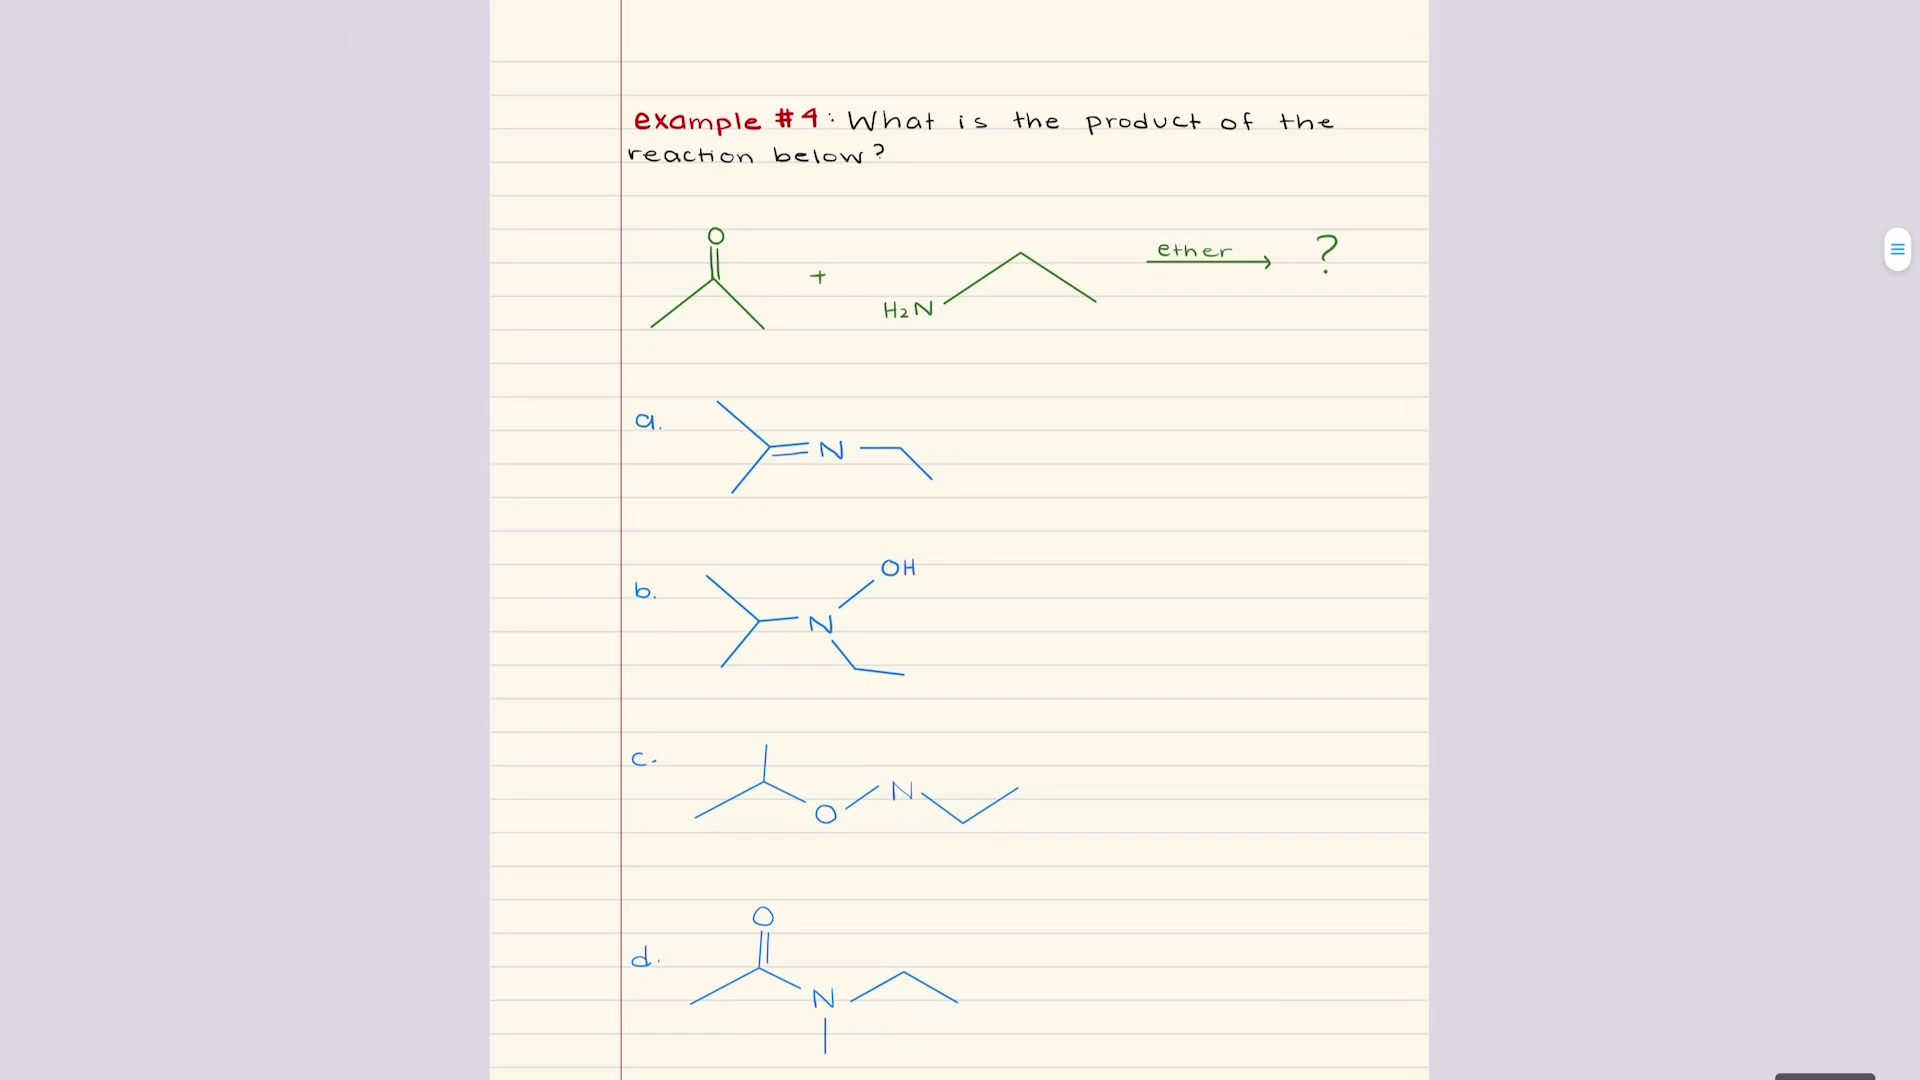 example #4: What is the product of the
reaction below?
O
+
H₂N
ether
?
a.
N
b.
OH
N
c.
O
N
d.
O
N